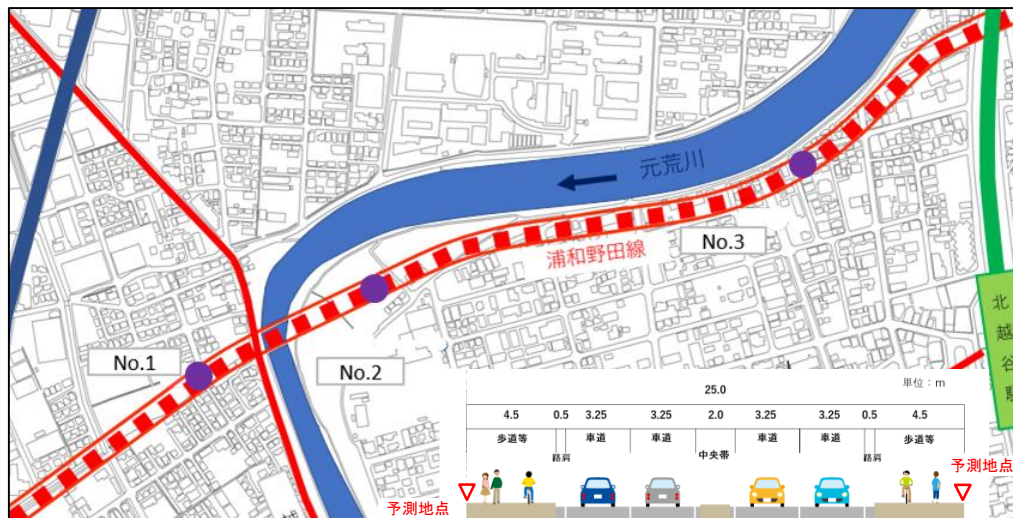 元荒川
No.3
浦和野田線
No.1
No.2
北越谷駅
単位：m
25.0
4.5 0.5 3.25 3.25 2.0 3.25 3.25 0.5 4.5
歩道等 路肩 車道 車道 中央帯 車道 車道 路肩 歩道等
予測地点
予測地点